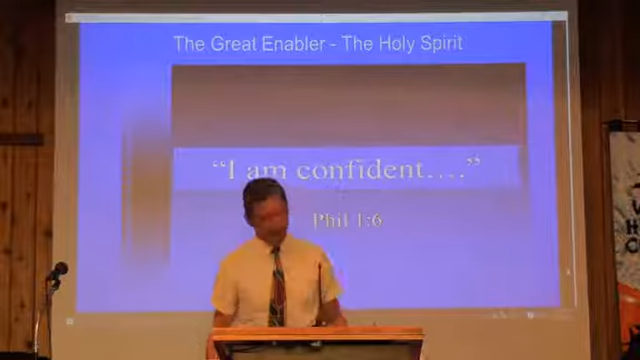 The Great Enabler - The Holy Spirit
“I am confident….”
Phil 1:6